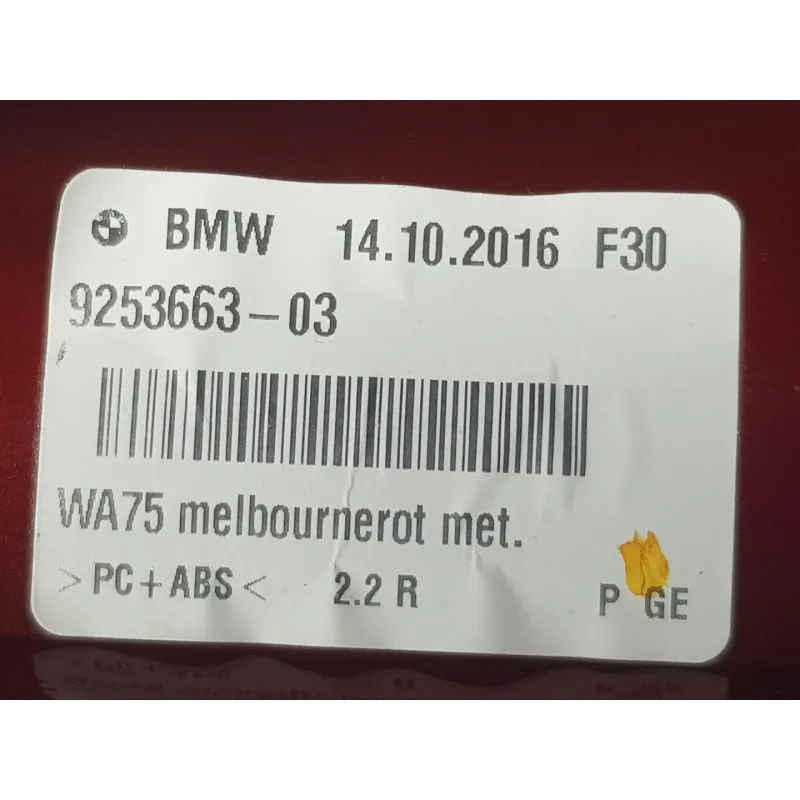 BMW 14.10.2016 F30
9253663-03
WA75 melbournerot met.
>PC+ABS< 2.2 R P GE